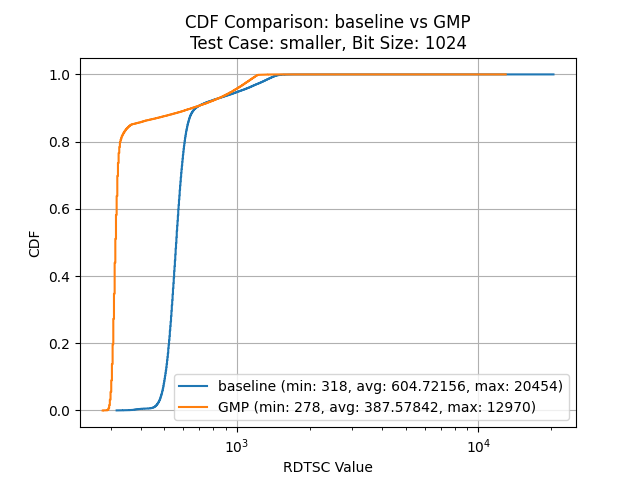 CDF Comparison: baseline vs GMP
Test Case: smaller, Bit Size: 1024
1.0
0.8
0.6
0.4
0.2
0.0
CDF
baseline (min: 318, avg: 604.72156, max: 20454)
GMP (min: 278, avg: 387.57842, max: 12970)
10³
10⁴
RDTSC Value